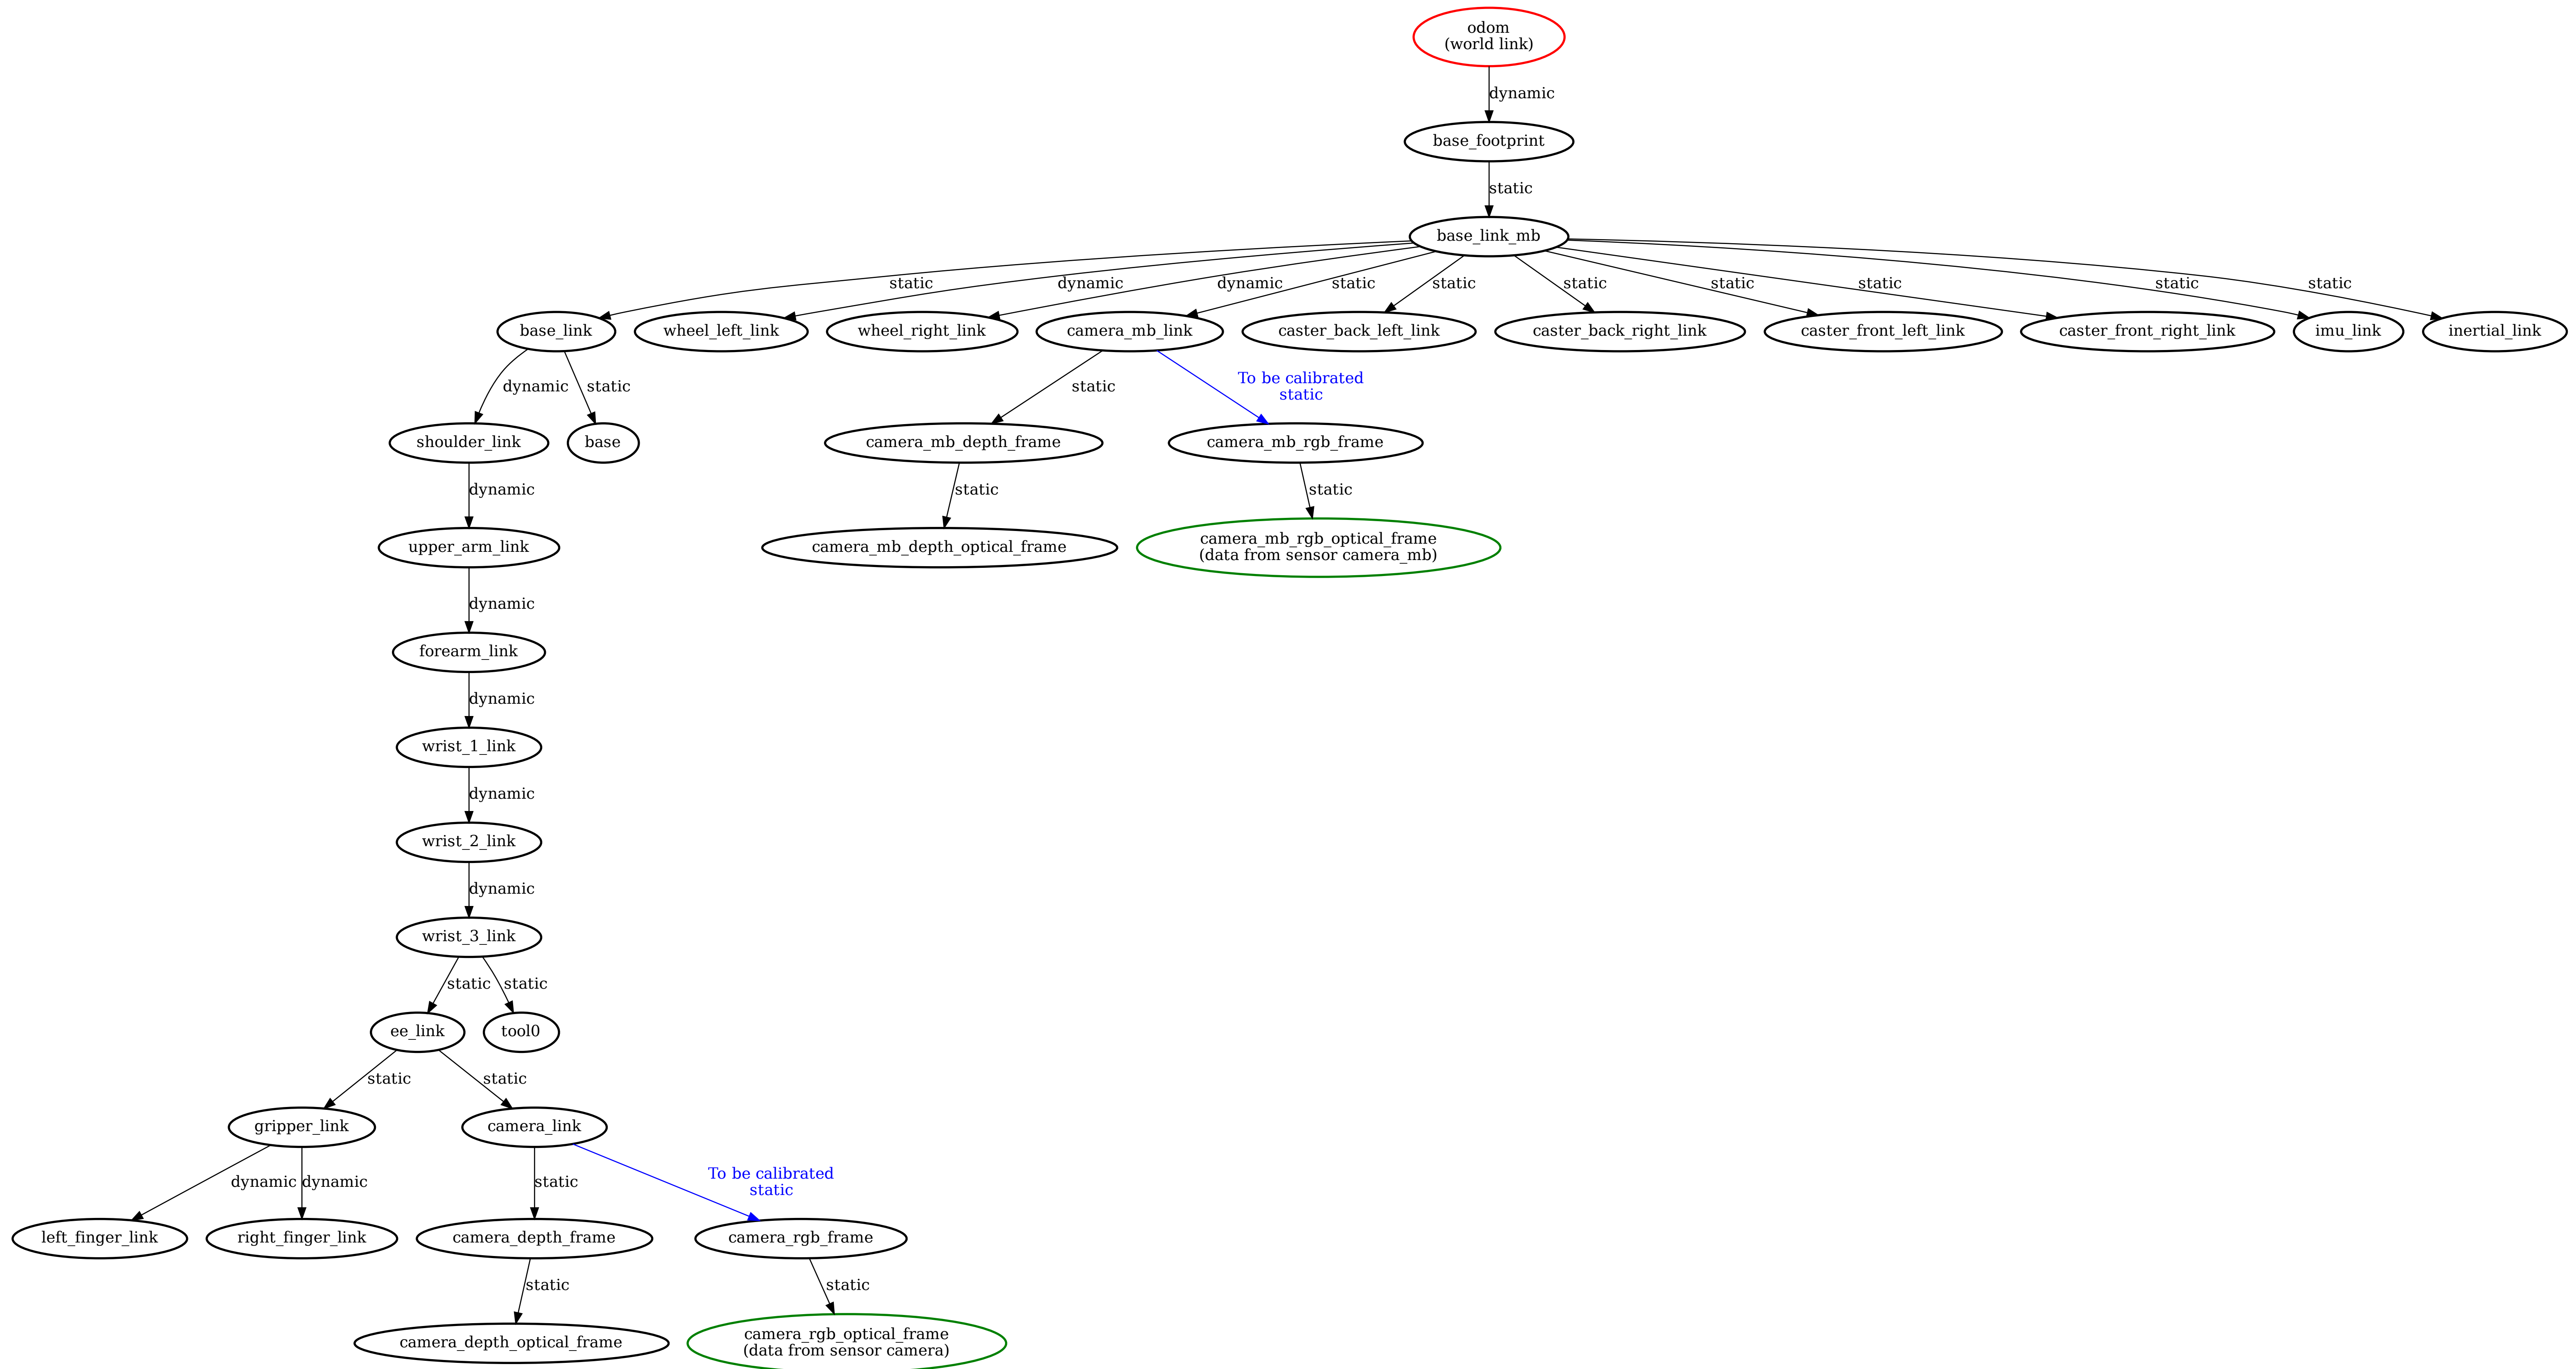 odom
(world link)
dynamic
base_footprint
static
base_link_mb
static
dynamic
dynamic
static
static
static
static
static
static
static
base_link
wheel_left_link
wheel_right_link
camera_mb_link
caster_back_left_link
caster_back_right_link
caster_front_left_link
caster_front_right_link
imu_link
inertial_link
dynamic
static
static
To be calibrated
static
shoulder_link
base
camera_mb_depth_frame
camera_mb_rgb_frame
dynamic
static
static
upper_arm_link
camera_mb_depth_optical_frame
camera_mb_rgb_optical_frame
(data from sensor camera_mb)
dynamic
forearm_link
dynamic
wrist_1_link
dynamic
wrist_2_link
dynamic
wrist_3_link
static
static
ee_link
tool0
static
static
gripper_link
camera_link
dynamic
dynamic
static
To be calibrated
static
left_finger_link
right_finger_link
camera_depth_frame
camera_rgb_frame
static
static
camera_depth_optical_frame
camera_rgb_optical_frame
(data from sensor camera)